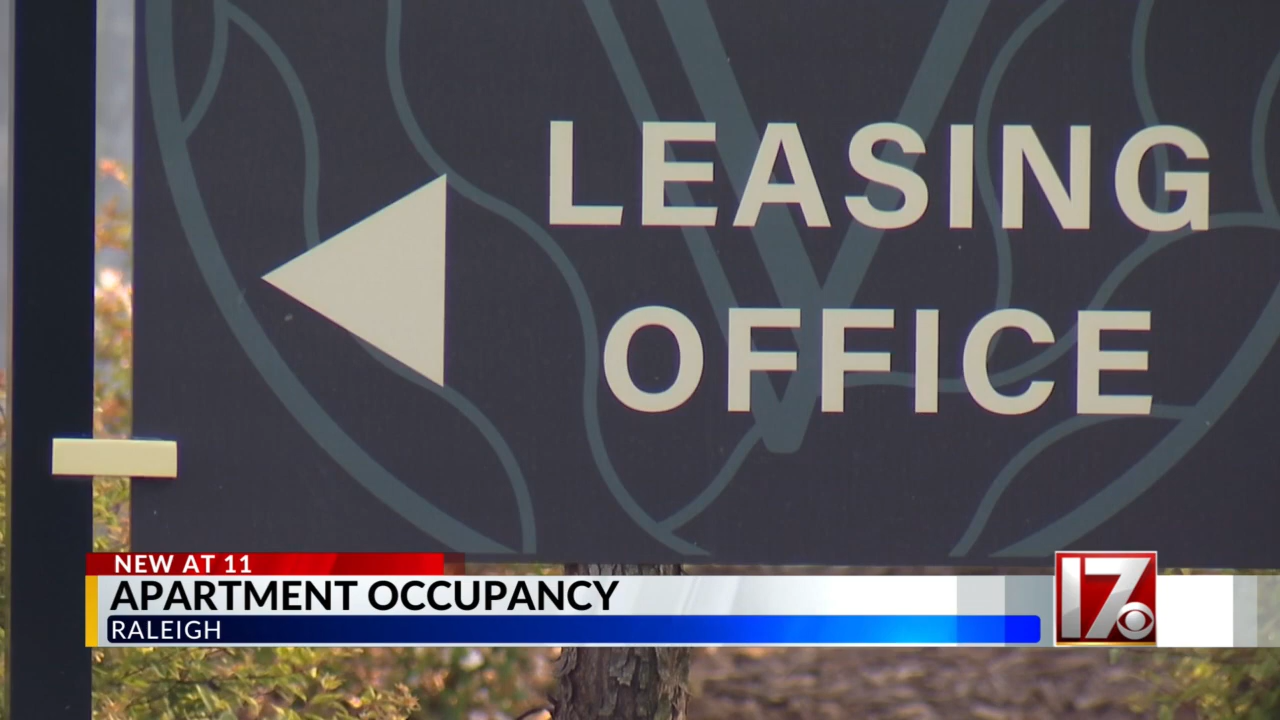 LEASING
OFFICE
NEW AT 11
APARTMENT OCCUPANCY
RALEIGH
17